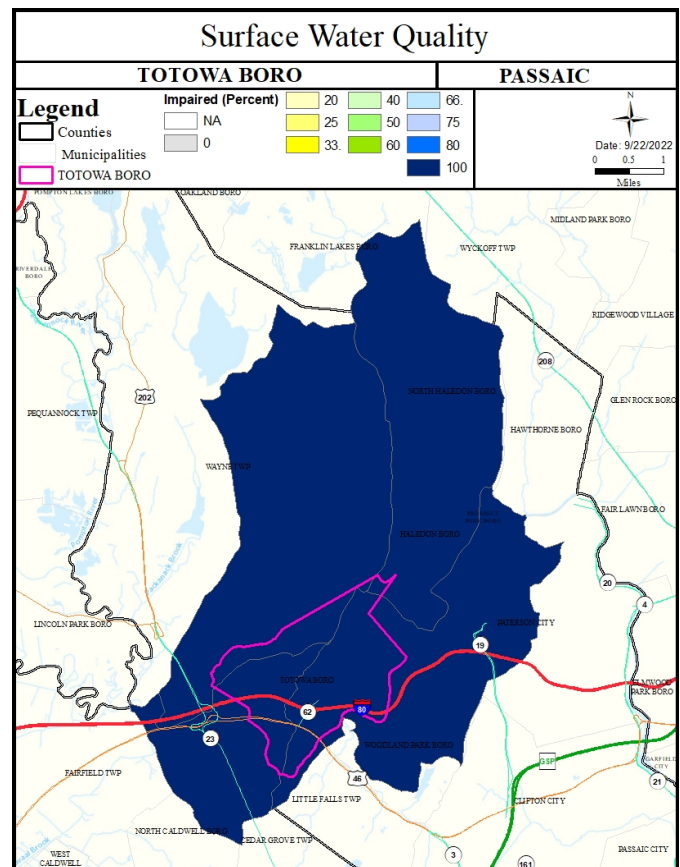 Surface Water Quality
TOTOWA BORO
PASSAIC
Legend
Counties
Municipalities
TOTOWA BORO
Impaired (Percent)
NA
0
20
25
33.
40
50
60
66.
75
80
100
N
Date: 9/22/2022
0 0.5 1
Miles
POMPTON LAKES BORO
OAKLAND BORO
MIDLAND PARK BORO
FRANKLIN LAKES BORO
WYCKOFF TWP
RIVERDALE
BORO
RIDGEWOOD VILLAGE
208
202
NORTH HALEDON BORO
GLEN ROCK BORO
PEQUANNOCK TWP
HAWTHORNE BORO
WAYNE TWP
FAIR LAWN BORO
HALEDON BORO
Pompton River
20
4
LINCOLN PARK BORO
PATERSON CITY
19
TOTOWA BORO
ELMWOOD
PARK BORO
80
62
23
WOODLAND PARK BORO
GSP
GARFIELD
CITY
FAIRFIELD TWP
46
21
LITTLE FALLS TWP
CLIFTON CITY
NORTH CALDWELL BORO
CEDAR GROVE TWP
PASSAIC CITY
WEST
CALDWELL
3
161